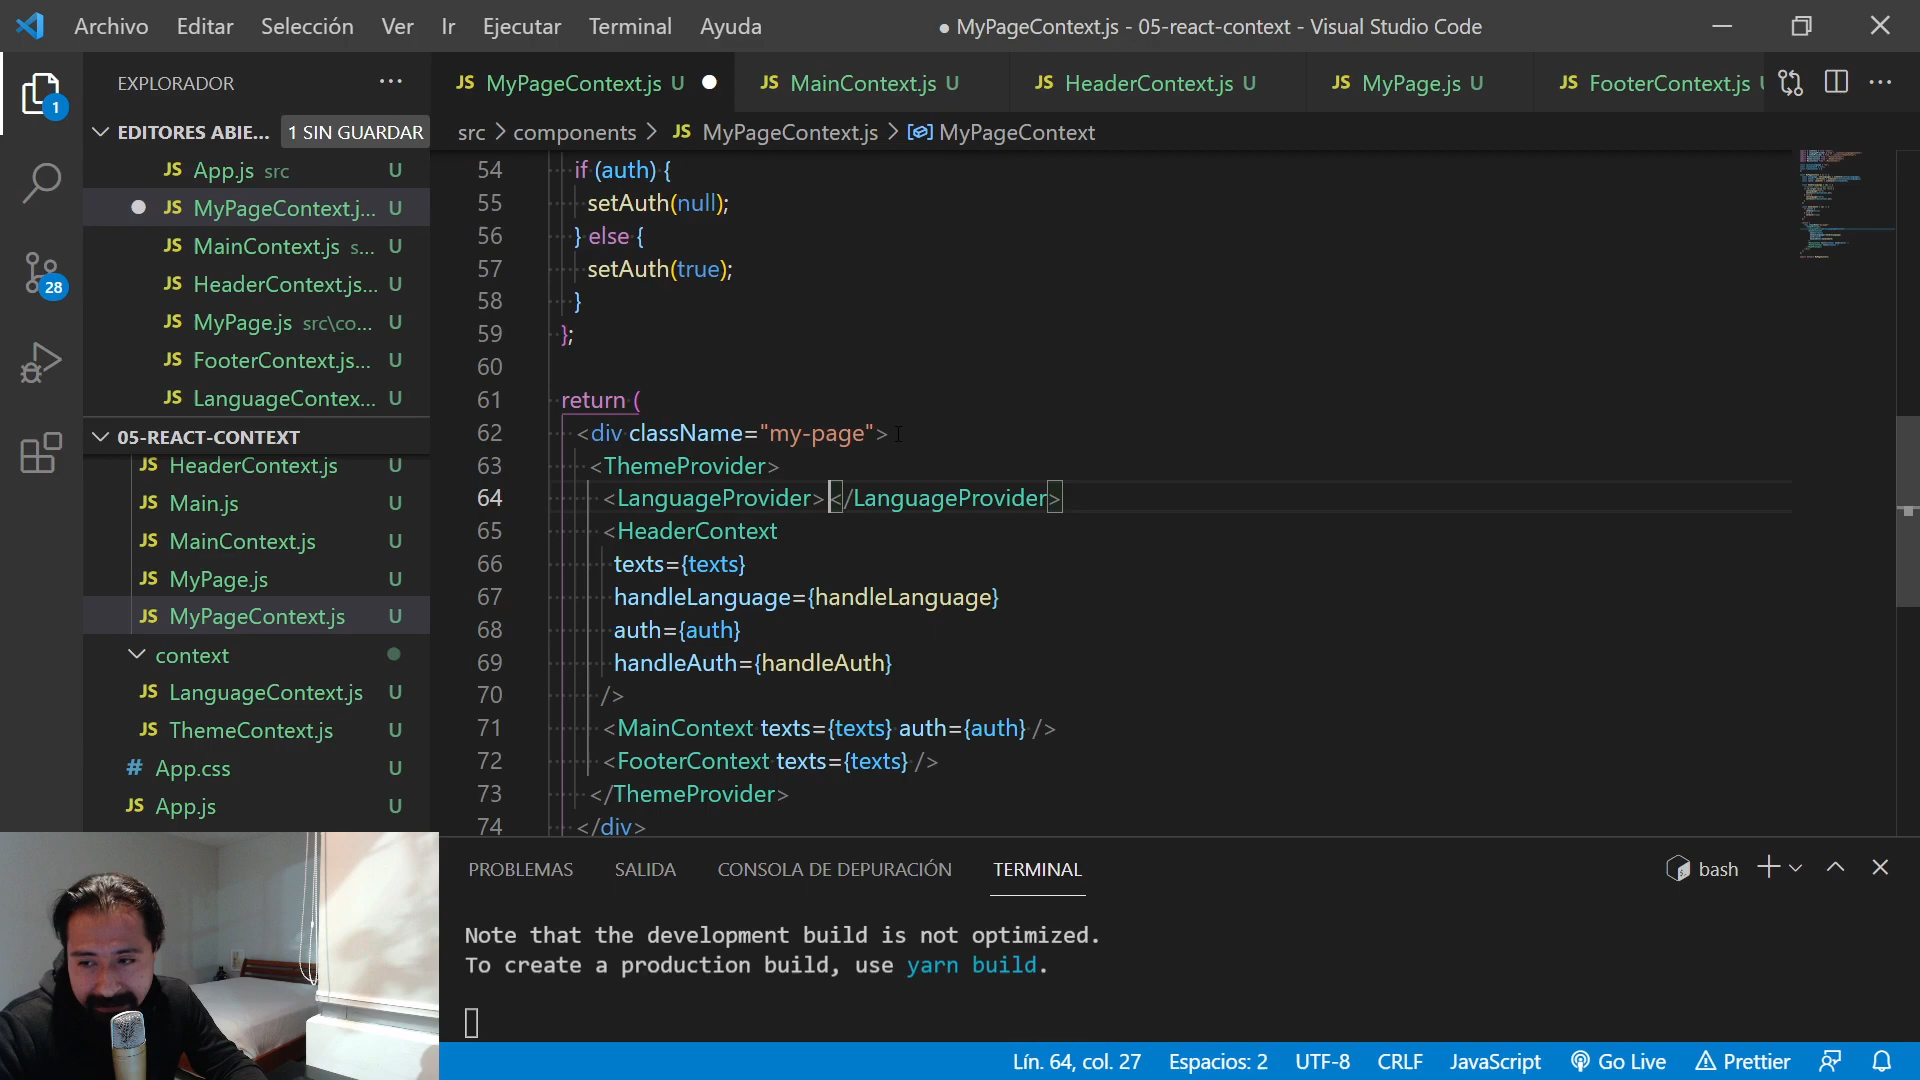 Archivo Editar Selección Ver Ir Ejecutar Terminal Ayuda
● MyPageContext.js - 05-react-context - Visual Studio Code
EXPLORADOR ···
JS MyPageContext.js U ●
JS MainContext.js U
JS HeaderContext.js U
JS MyPage.js U
JS FooterContext.js U
EDITORES ABIE... 1 SIN GUARDAR
src > components > JS MyPageContext.js > MyPageContext
1
28
JS App.js src U
● JS MyPageContext.j... U
JS MainContext.js s... U
JS HeaderContext.js... U
JS MyPage.js src\co... U
JS FooterContext.js... U
JS LanguageContex... U
05-REACT-CONTEXT
JS HeaderContext.js U
JS Main.js U
JS MainContext.js U
JS MyPage.js U
JS MyPageContext.js U
context
JS LanguageContext.js U
JS ThemeContext.js U
# App.css U
JS App.js U
54 if (auth) {
55 setAuth(null);
56 } else {
57 setAuth(true);
58 }
59 };
60
61 return (
62 <div className="my-page">
63 <ThemeProvider>
64 <LanguageProvider></LanguageProvider>
65 <HeaderContext
66 texts={texts}
67 handleLanguage={handleLanguage}
68 auth={auth}
69 handleAuth={handleAuth}
70 />
71 <MainContext texts={texts} auth={auth} />
72 <FooterContext texts={texts} />
73 </ThemeProvider>
74 </div>
PROBLEMAS SALIDA CONSOLA DE DEPURACIÓN TERMINAL
bash
Note that the development build is not optimized.
To create a production build, use yarn build.
Lín. 64, col. 27 Espacios: 2 UTF-8 CRLF JavaScript Go Live Prettier